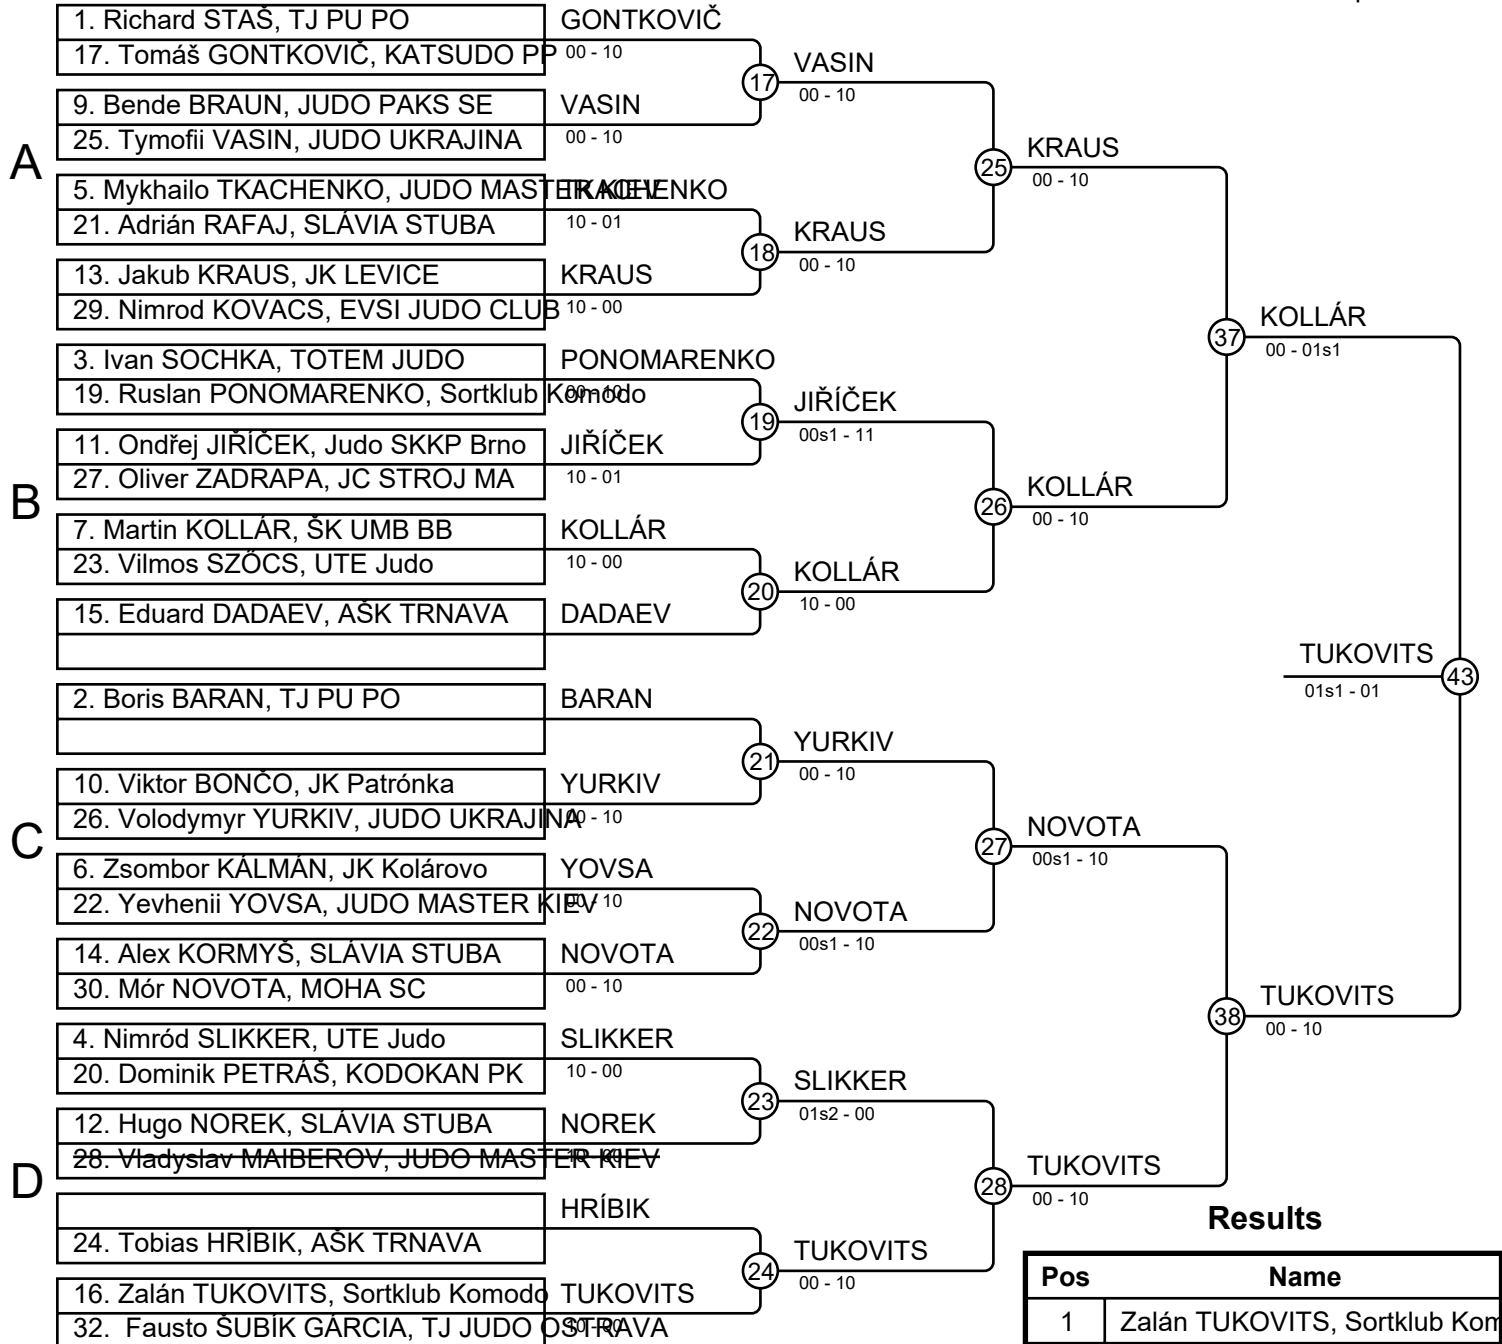 1. Richard STAŠ, TJ PU PO
17. Tomáš GONTKOVIČ, KATSUDO PP
GONTKOVIČ
00 - 10
9. Bende BRAUN, JUDO PAKS SE
25. Tymofii VASIN, JUDO UKRAJINA
VASIN
00 - 10
17
VASIN
00 - 10
A
5. Mykhailo TKACHENKO, JUDO MASTER KIEV
21. Adrián RAFAJ, SLÁVIA STUBA
TKACHENKO
10 - 01
13. Jakub KRAUS, JK LEVICE
29. Nimrod KOVACS, EVSI JUDO CLUB
KRAUS
10 - 00
18
KRAUS
00 - 10
25
KRAUS
00 - 10
3. Ivan SOCHKA, TOTEM JUDO
19. Ruslan PONOMARENKO, Sortklub Komodo
PONOMARENKO
00 - 10
11. Ondřej JIŘÍČEK, Judo SKKP Brno
27. Oliver ZADRAPA, JC STROJ MA
JIŘÍČEK
10 - 01
19
JIŘÍČEK
00s1 - 11
B
7. Martin KOLLÁR, ŠK UMB BB
23. Vilmos SZŐCS, UTE Judo
KOLLÁR
10 - 00
15. Eduard DADAEV, AŠK TRNAVA
DADAEV
20
KOLLÁR
10 - 00
26
KOLLÁR
00 - 10
37
KOLLÁR
00 - 01s1
2. Boris BARAN, TJ PU PO
BARAN
10. Viktor BONČO, JK Patrónka
26. Volodymyr YURKIV, JUDO UKRAJINA
YURKIV
00 - 10
21
YURKIV
00 - 10
C
6. Zsombor KÁLMÁN, JK Kolárovo
22. Yevhenii YOVSA, JUDO MASTER KIEV
YOVSA
00 - 10
14. Alex KORMYŠ, SLÁVIA STUBA
30. Mór NOVOTA, MOHA SC
NOVOTA
00 - 10
22
NOVOTA
00s1 - 10
27
NOVOTA
00s1 - 10
4. Nimród SLIKKER, UTE Judo
20. Dominik PETRÁŠ, KODOKAN PK
SLIKKER
10 - 00
12. Hugo NOREK, SLÁVIA STUBA
28. Vladyslav MAIBEROV, JUDO MASTER KIEV
NOREK
10 - 00
23
SLIKKER
01s2 - 00
D
24. Tobias HRÍBIK, AŠK TRNAVA
HRÍBIK
16. Zalán TUKOVITS, Sortklub Komodo
32. Fausto ŠUBÍK GÁRCIA, TJ JUDO OSTRAVA
TUKOVITS
10 - 00
24
TUKOVITS
00 - 10
28
TUKOVITS
00 - 10
38
TUKOVITS
00 - 10
TUKOVITS
01s1 - 01
43
Results
Pos Name
1 Zalán TUKOVITS, Sortklub Kom